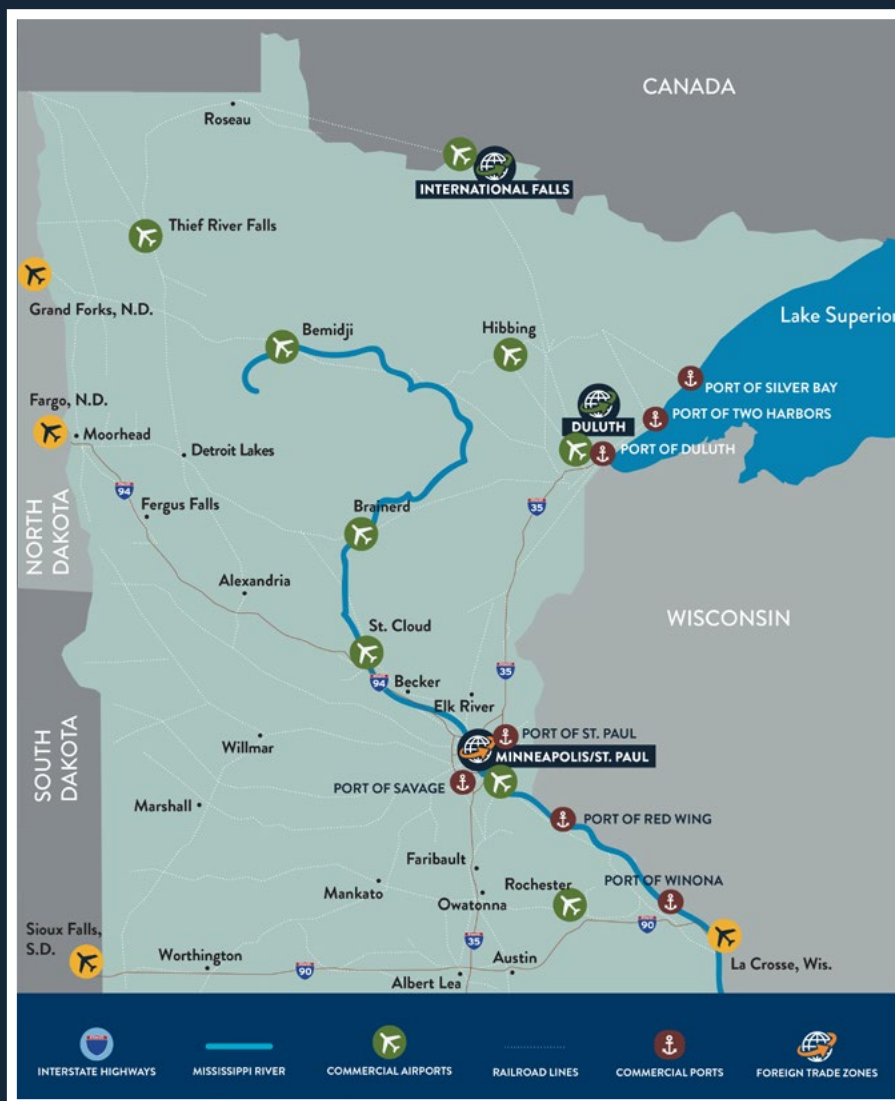 CANADA
Roseau
INTERNATIONAL FALLS
Thief River Falls
Grand Forks, N.D.
Lake Superior
Bemidji
Hibbing
PORT OF SILVER BAY
Fargo, N.D.
DULUTH
PORT OF TWO HARBORS
Moorhead
Detroit Lakes
PORT OF DULUTH
94
35
Fergus Falls
Brainerd
NORTH
DAKOTA
Alexandria
WISCONSIN
St. Cloud
35
94
Becker
Elk River
SOUTH
DAKOTA
Willmar
PORT OF ST. PAUL
MINNEAPOLIS/ST. PAUL
PORT OF SAVAGE
Marshall
PORT OF RED WING
Faribault
Mankato
Rochester
PORT OF WINONA
Owatonna
90
Sioux Falls,
S.D.
35
Worthington
90
Austin
Albert Lea
La Crosse, Wis.
INTERSTATE HIGHWAYS
MISSISSIPPI RIVER
COMMERCIAL AIRPORTS
RAILROAD LINES
COMMERCIAL PORTS
FOREIGN TRADE ZONES